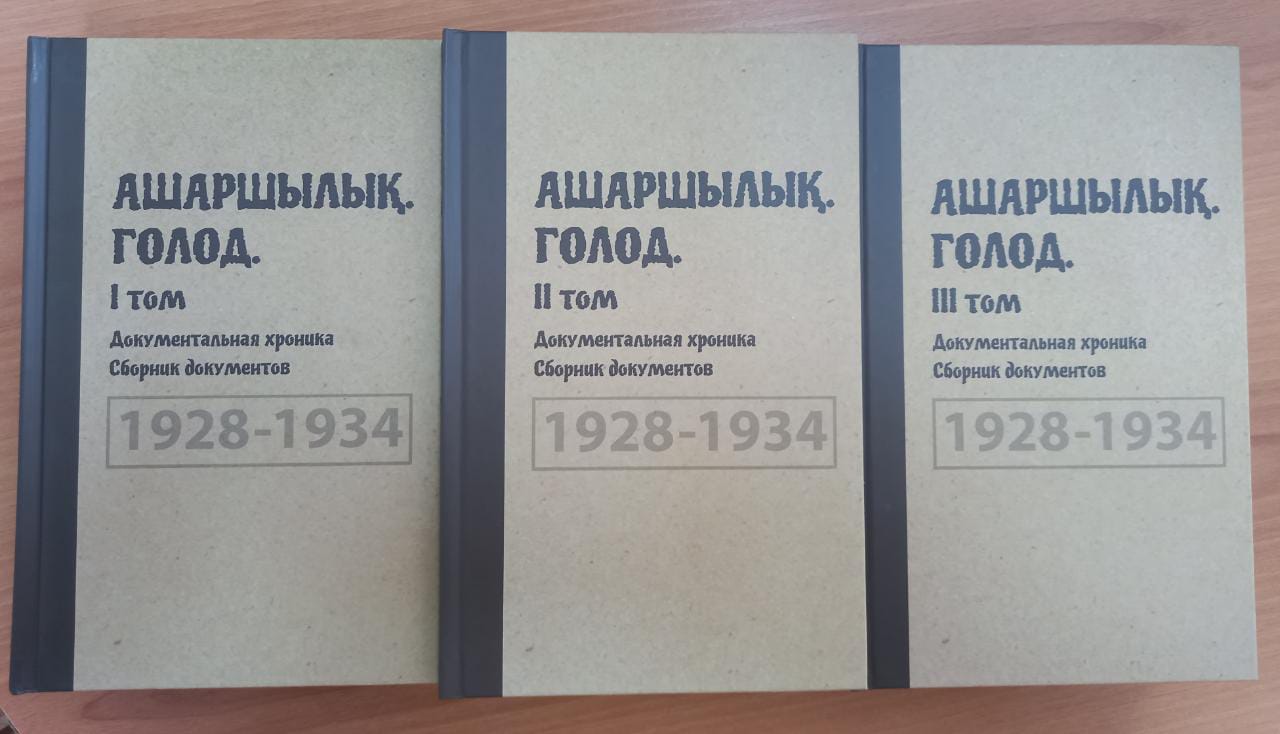 АШАРШЫЛЫҚ.
ГОЛОД.
I том
Документальная хроника
Сборник документов
1928-1934
АШАРШЫЛЫҚ.
ГОЛОД.
II том
Документальная хроника
Сборник документов
1928-1934
АШАРШЫЛЫҚ.
ГОЛОД.
III том
Документальная хроника
Сборник документов
1928-1934